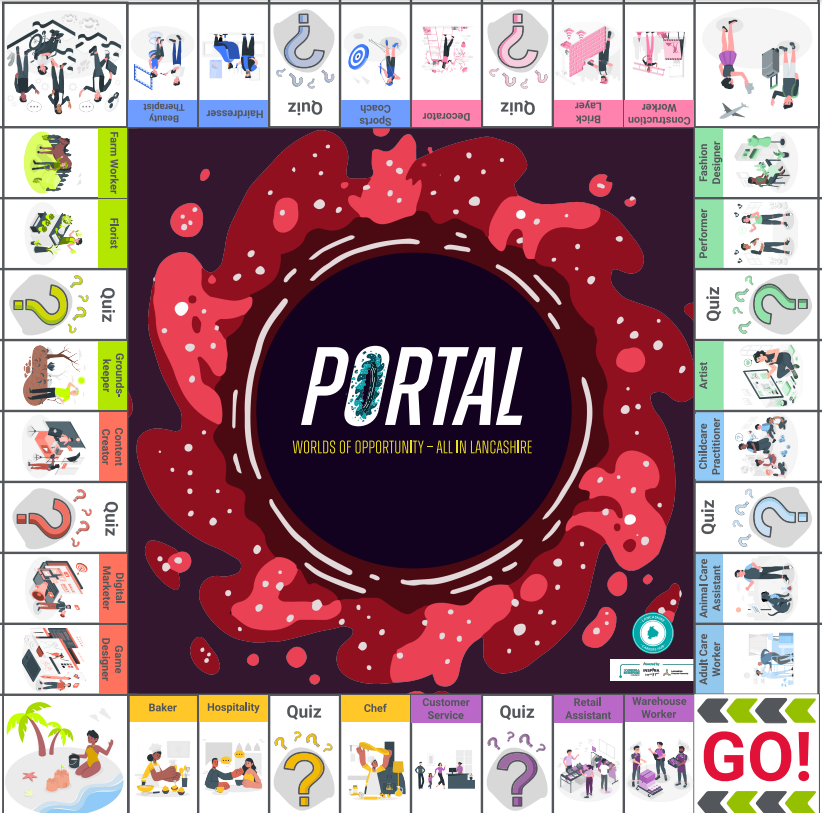 Beauty
Therapist
Hairdresser
Quiz
Sports
Coach
Decorator
Quiz
Brick
Layer
Construction
Worker
Farm Worker
Florist
Quiz
Grounds-
keeper
Content
Creator
Quiz
Digital
Marketer
Game
Designer
Fashion
Designer
Performer
Quiz
Artist
Childcare
Practitioner
Quiz
Animal Care
Assistant
Adult Care
Worker
PORTAL
WORLDS OF OPPORTUNITY – ALL IN LANCASHIRE
Baker
Hospitality
Quiz
Chef
Customer
Service
Quiz
Retail
Assistant
Warehouse
Worker
GO!